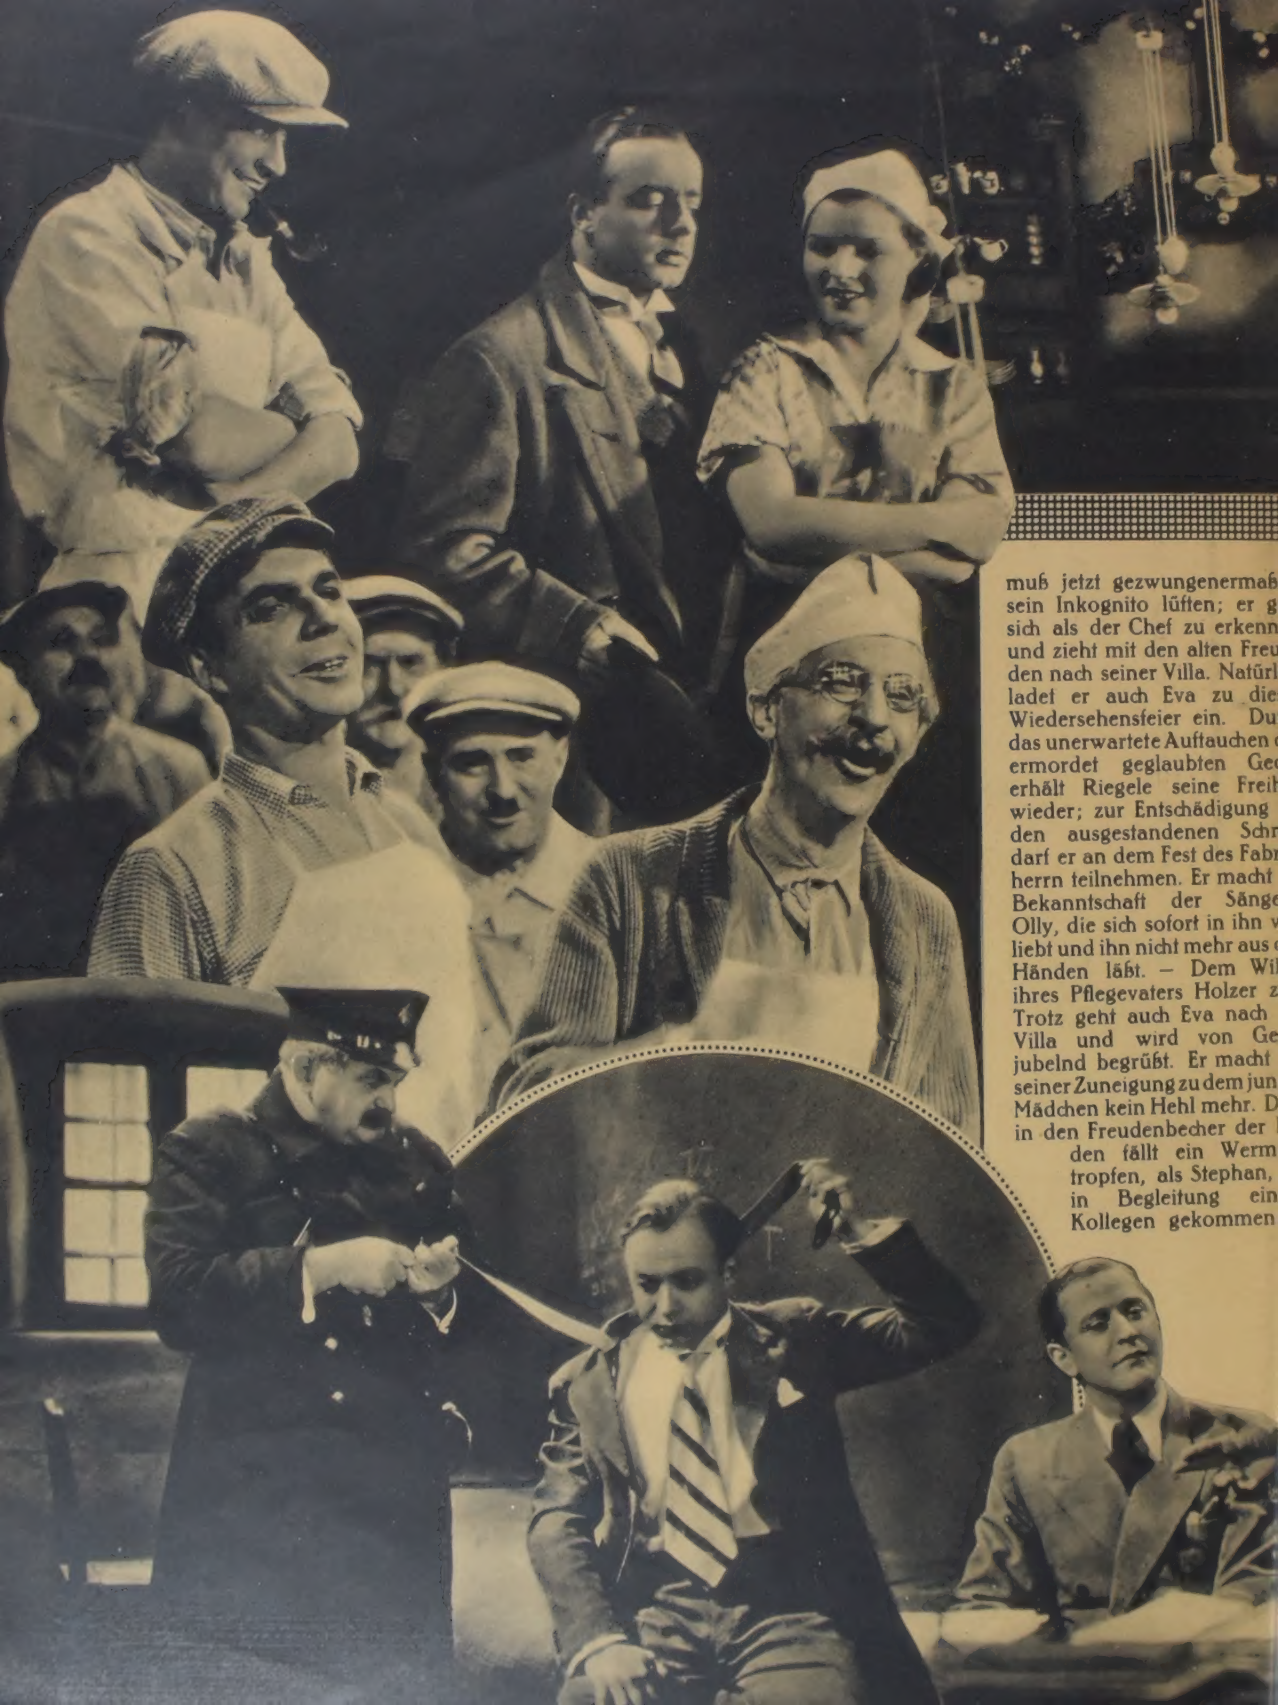 muß jetzt gezwungenermaß
sein Inkognito lüften; er g
sich als der Chef zu erkenn
und zieht mit den alten Freu
den nach seiner Villa. Natürl
ladet er auch Eva zu die
Wiedersehensfeier ein. Du
das unerwartete Auftauchen
ermordet geglaubten Geo
erhält Riegele seine Freih
wieder; zur Entschädigung
den ausgestandenen Schr
darf er an dem Fest des Fabr
herrn teilnehmen. Er macht
Bekanntschaft der Sänge
Olly, die sich sofort in ihn v
liebt und ihn nicht mehr aus
Händen läßt. — Dem Wil
ihres Pflegevaters Holzer z
Trotz geht auch Eva nach
Villa und wird von Ge
jubelnd begrüßt. Er macht
seiner Zuneigung zu dem jun
Mädchen kein Hehl mehr. D
in den Freudenbecher der
den fällt ein Werm
tropfen, als Stephan,
in Begleitung ein
Kollegen gekommen